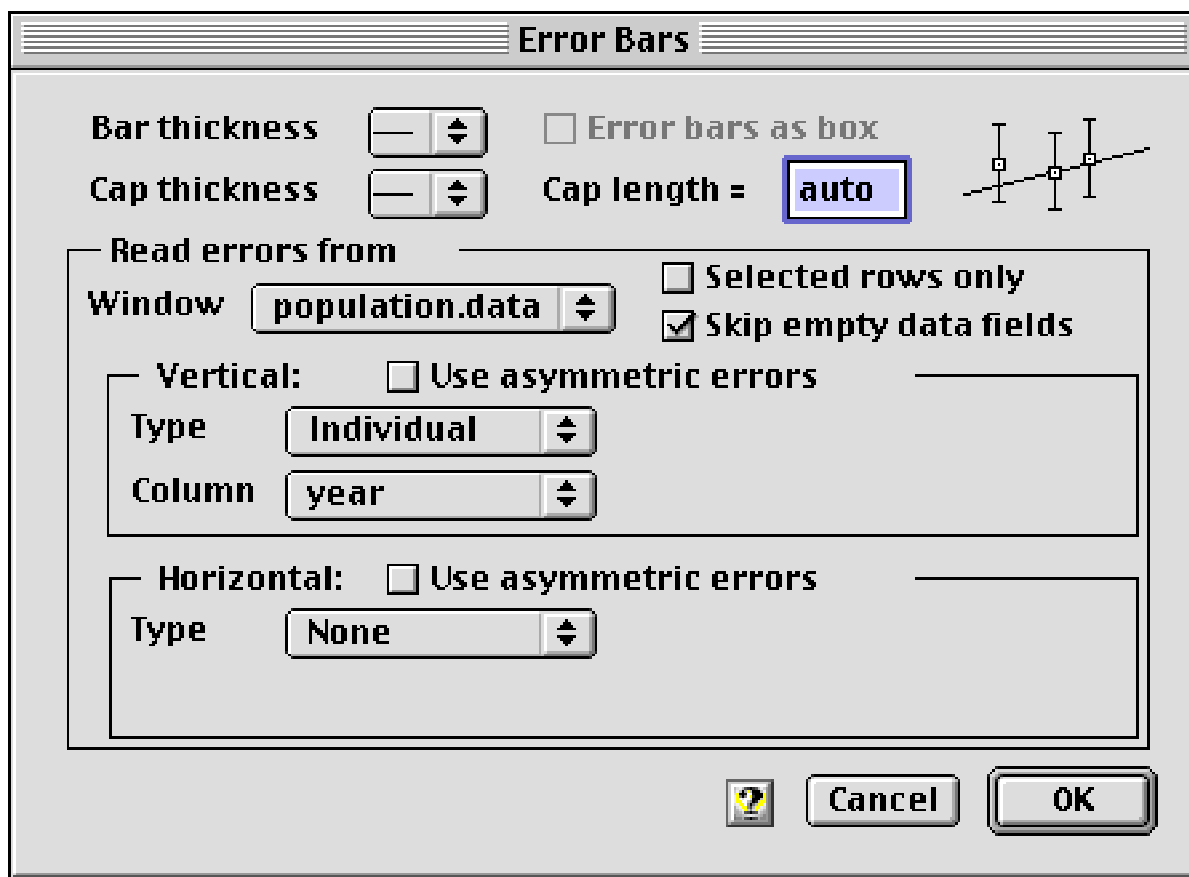 Error Bars
Bar thickness
Error bars as box
Cap thickness
Cap length = auto
Read errors from
Window population.data
Selected rows only
Skip empty data fields
Vertical: Use asymmetric errors
Type Individual
Column year
Horizontal: Use asymmetric errors
Type None
? Cancel OK